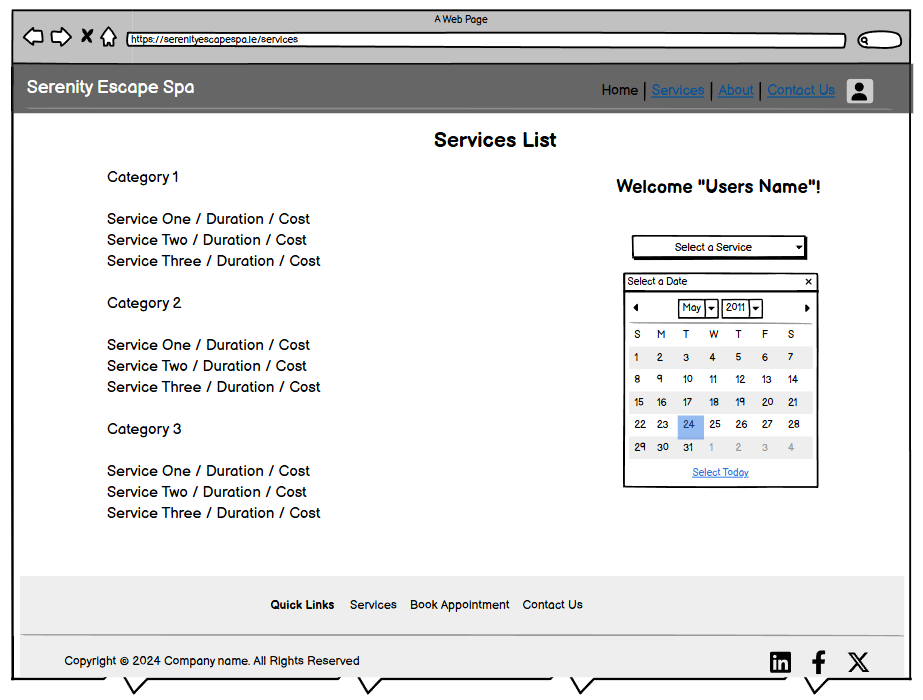 A Web Page
https://serenityescapespa.ie/services
Serenity Escape Spa
Home | Services | About | Contact Us
Services List
Category 1
Service One / Duration / Cost
Service Two / Duration / Cost
Service Three / Duration / Cost
Category 2
Service One / Duration / Cost
Service Two / Duration / Cost
Service Three / Duration / Cost
Category 3
Service One / Duration / Cost
Service Two / Duration / Cost
Service Three / Duration / Cost
Welcome "Users Name"!
Select a Service
Select a Date
May 2011
S M T W T F S
1 2 3 4 5 6 7
8 9 10 11 12 13 14
15 16 17 18 19 20 21
22 23 24 25 26 27 28
29 30 31 1 2 3 4
Select Today
Quick Links Services Book Appointment Contact Us
Copyright © 2024 Company name. All Rights Reserved